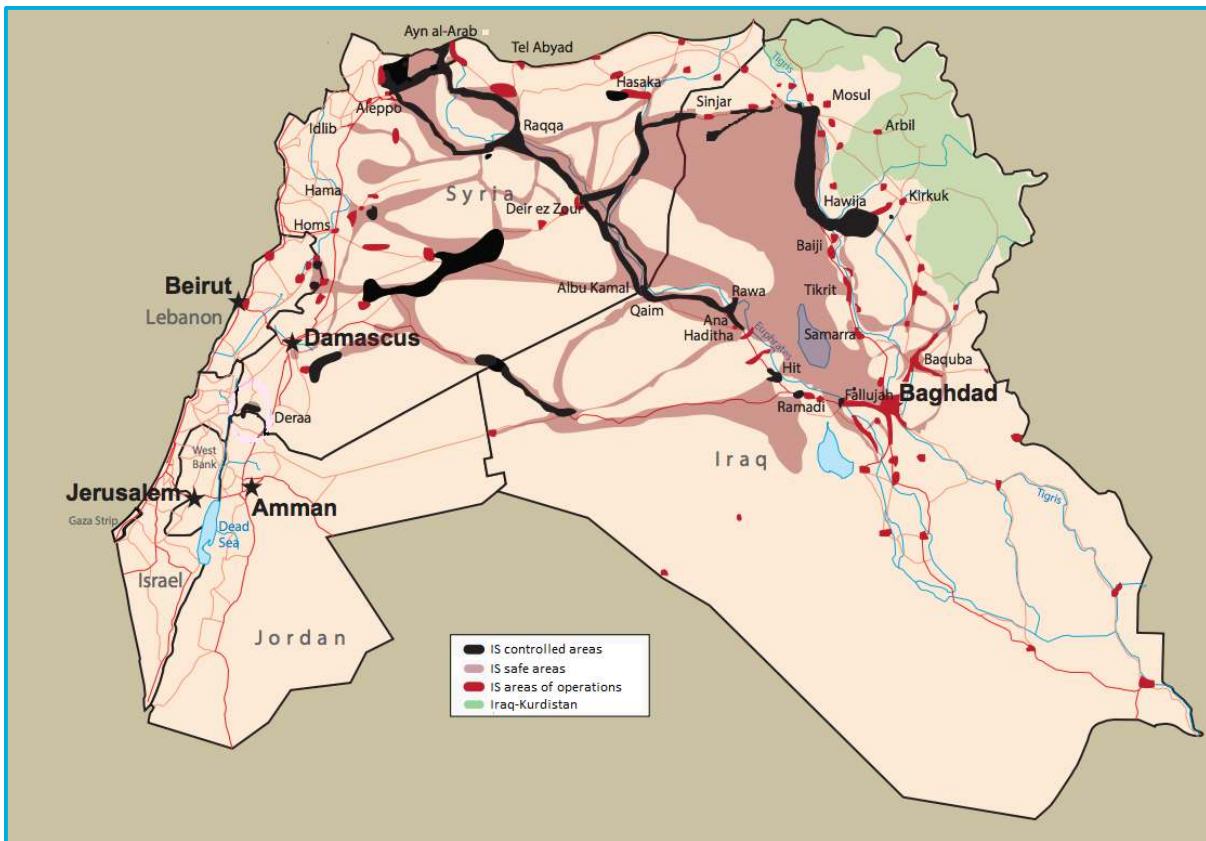 Ayn al-Arab
Tel Abyad
Tigris
Hasaka
Mosul
Sinjar
Aleppo
Idlib
Raqqa
Arbil
Hama
Syria
Deir ez Zour
Hawija
Kirkuk
Homs
Baiji
Beirut
Lebanon
Albu Kamal
Rawa
Tikrit
Qaim
Ana
Haditha
Euphrates
Samarra
Damascus
Baquba
Hit
Ramadi
Fallujah
Baghdad
Deraa
West
Bank
Iraq
Jerusalem
Amman
Tigris
Gaza Strip
Dead
Sea
Israel
Jordan
IS controlled areas
IS safe areas
IS areas of operations
Iraq-Kurdistan